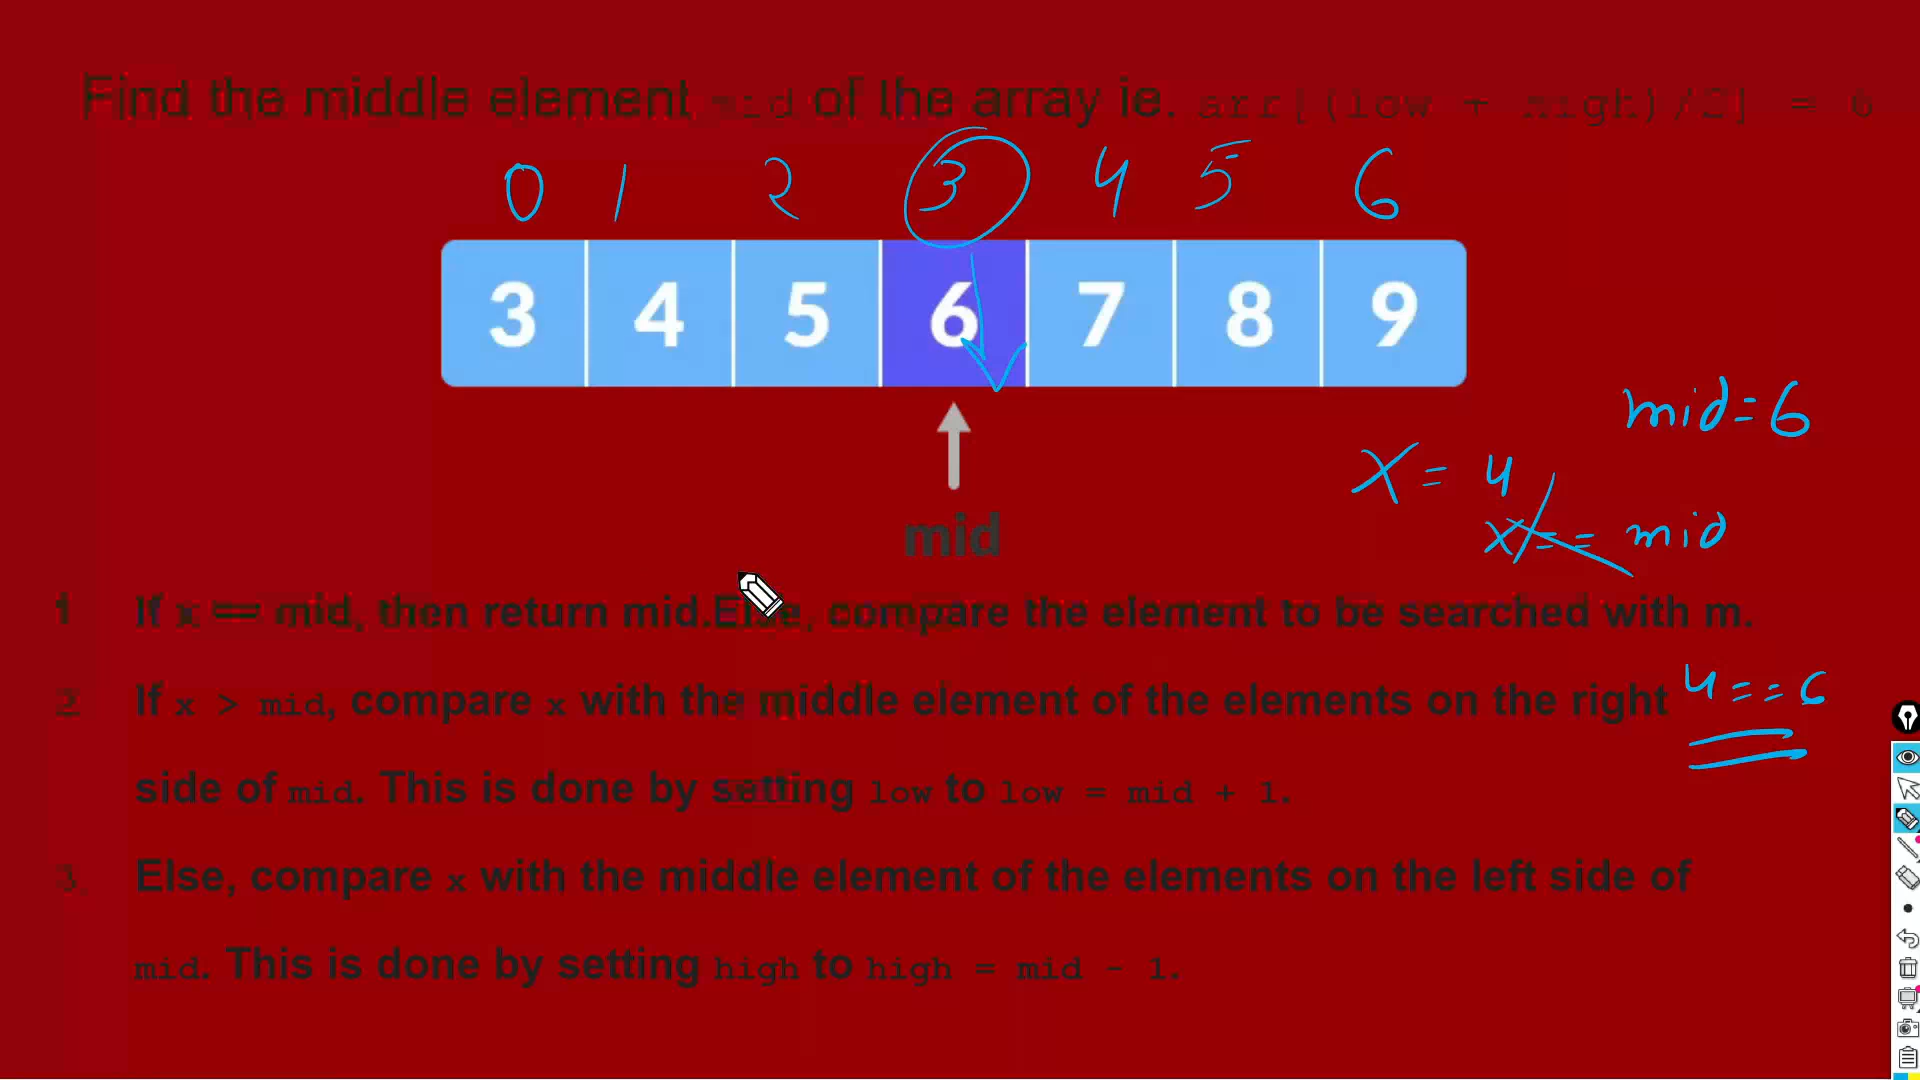 Find the middle element mid of the array ie. arr[(low + high)/2] = 6
0 1 2 3 4 5 6
3 4 5 6 7 8 9
mid=6
x = 4
x == mid
mid
1 If x == mid, then return mid.Else, compare the element to be searched with m.
2 If x > mid, compare x with the middle element of the elements on the right
4==6
side of mid. This is done by setting low to low = mid + 1.
3. Else, compare x with the middle element of the elements on the left side of
mid. This is done by setting high to high = mid - 1.